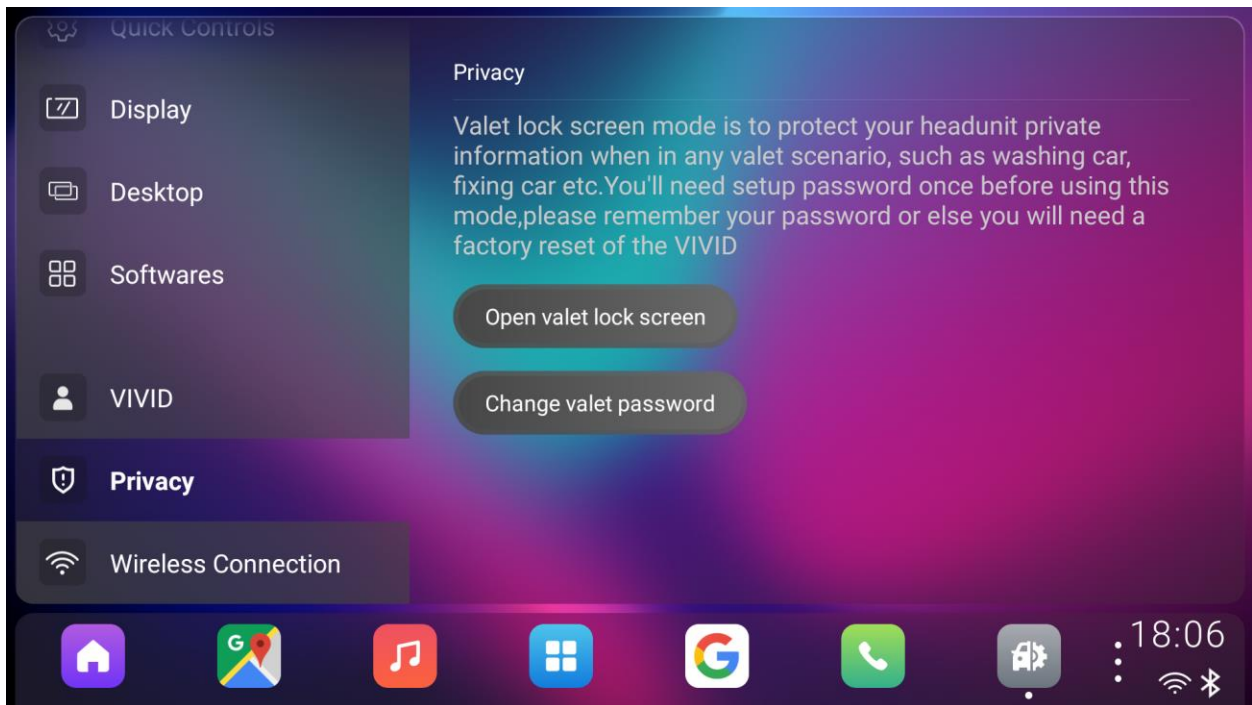 Quick Controls
Display
Desktop
Softwares
VIVID
Privacy
Wireless Connection
Privacy
Valet lock screen mode is to protect your headunit private
information when in any valet scenario, such as washing car,
fixing car etc.You'll need setup password once before using this
mode,please remember your password or else you will need a
factory reset of the VIVID
Open valet lock screen
Change valet password
G
G
18:06